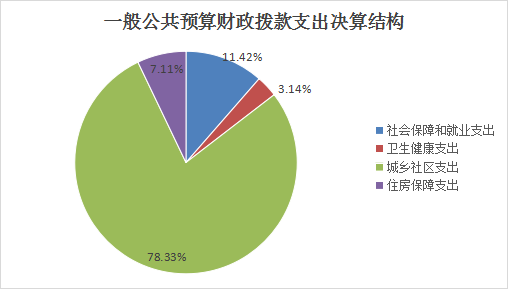 一般公共预算财政拨款支出决算结构
11.42%
3.14%
7.11%
78.33%
社会保障和就业支出
卫生健康支出
城乡社区支出
住房保障支出